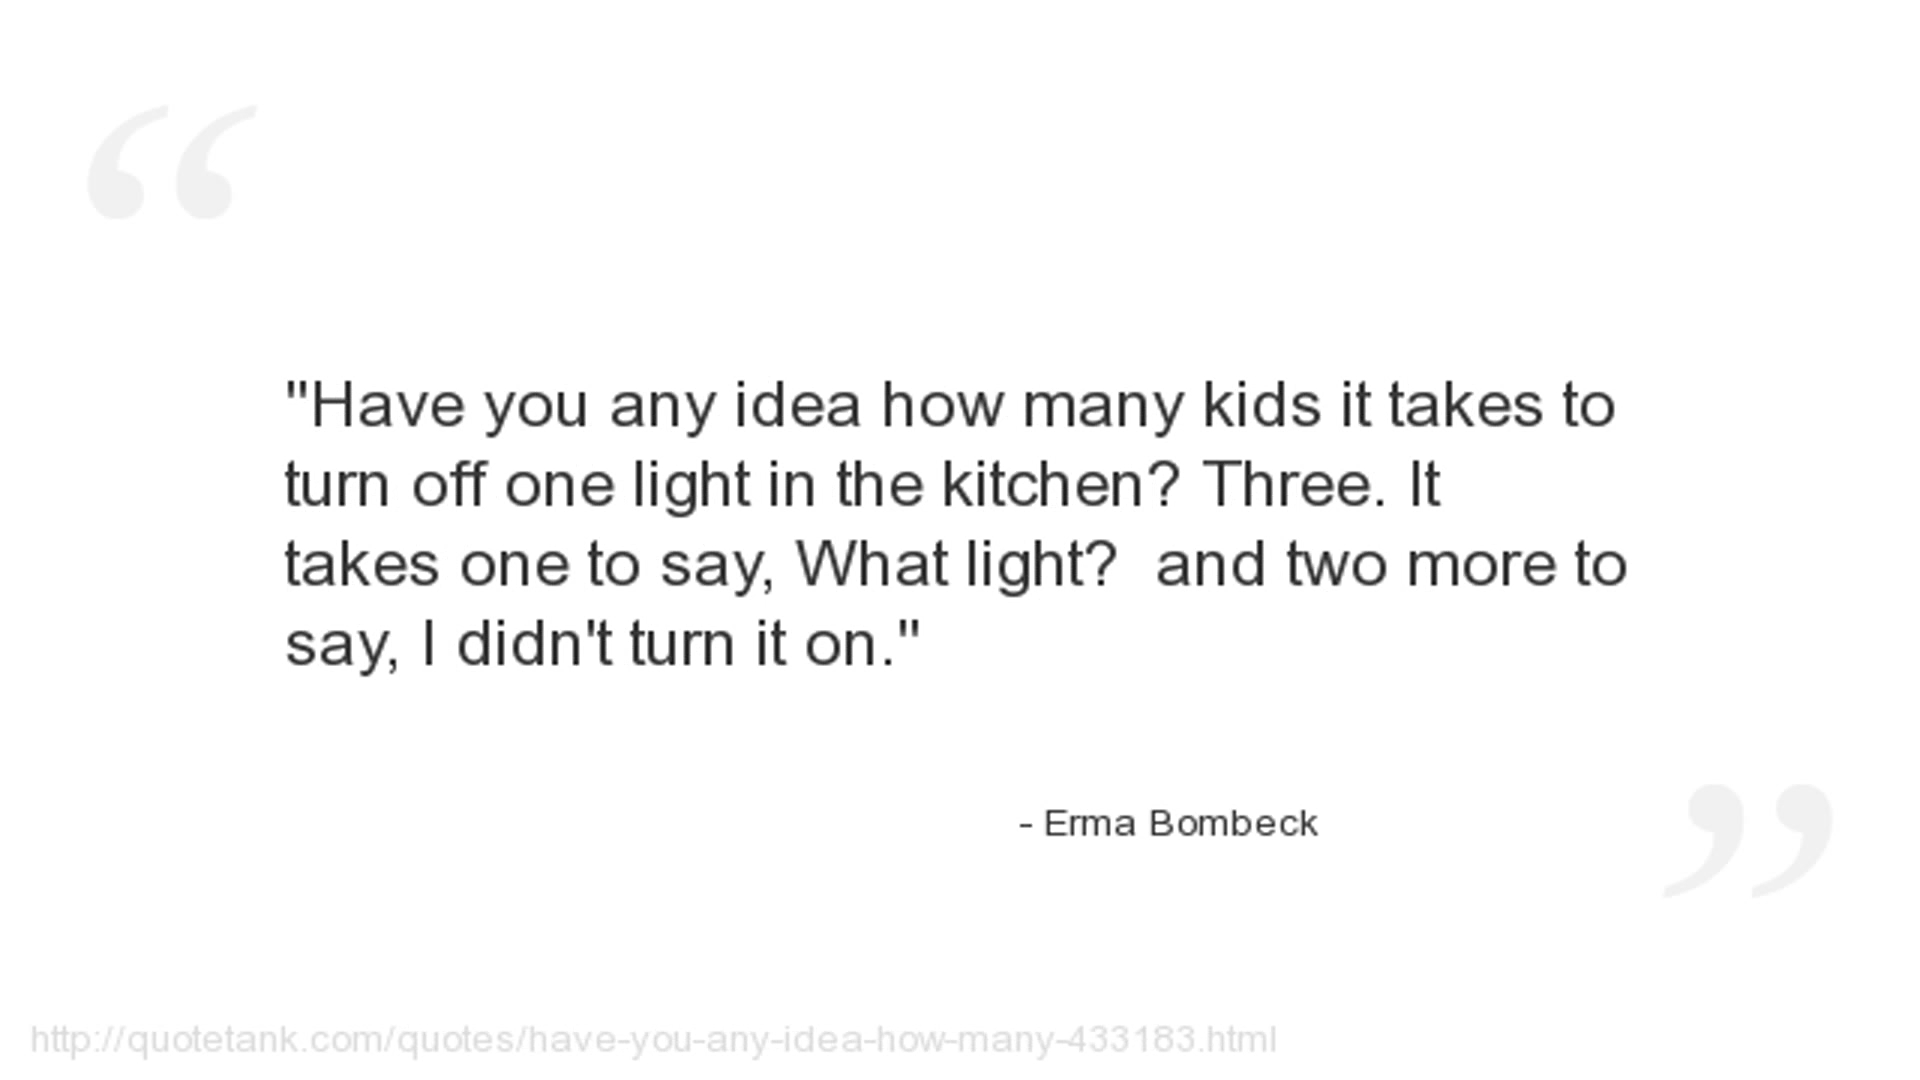 "Have you any idea how many kids it takes to
turn off one light in the kitchen? Three. It
takes one to say, What light?  and two more to
say, I didn't turn it on."
- Erma Bombeck
http://quotetank.com/quotes/have-you-any-idea-how-many-433183.html